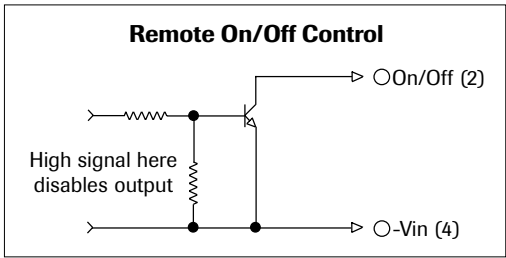 Remote On/Off Control
On/Off (2)
High signal here
disables output
-Vin (4)